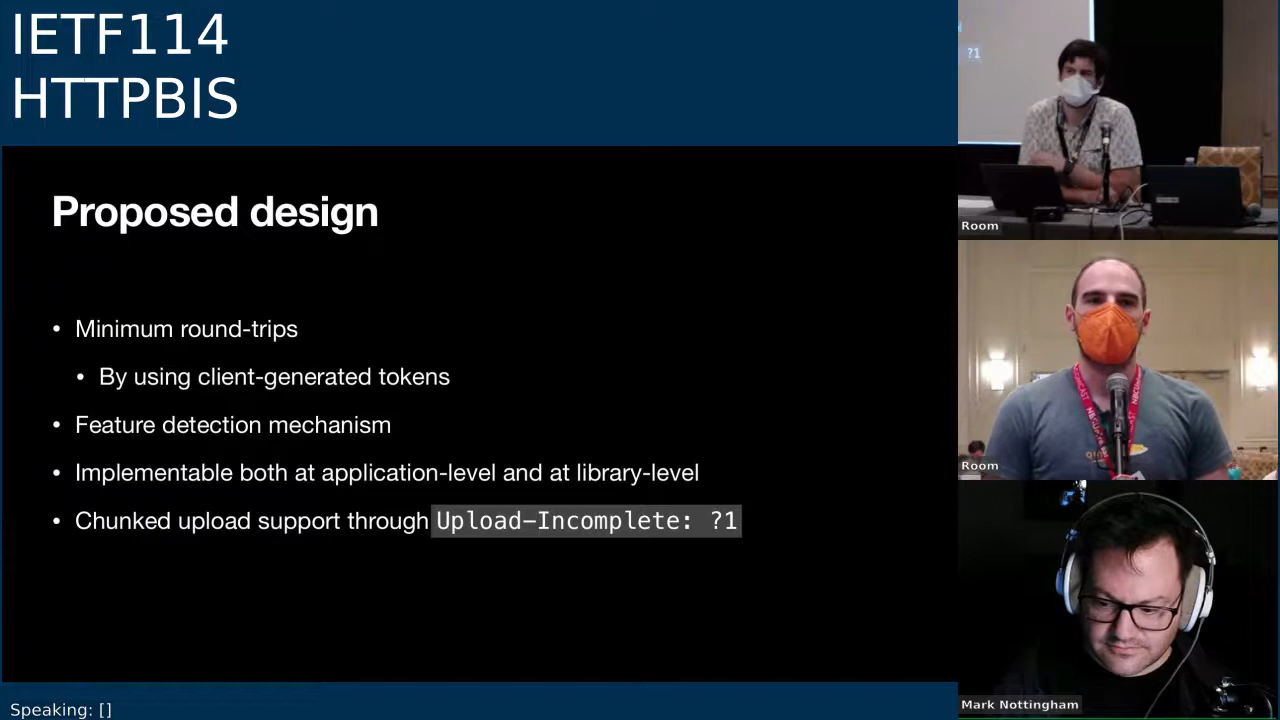 IETF114
HTTPBIS
Proposed design
• Minimum round-trips
• By using client-generated tokens
• Feature detection mechanism
• Implementable both at application-level and at library-level
• Chunked upload support through Upload-Incomplete: ?1
Speaking: []
?1
Room
Room
Mark Nottingham